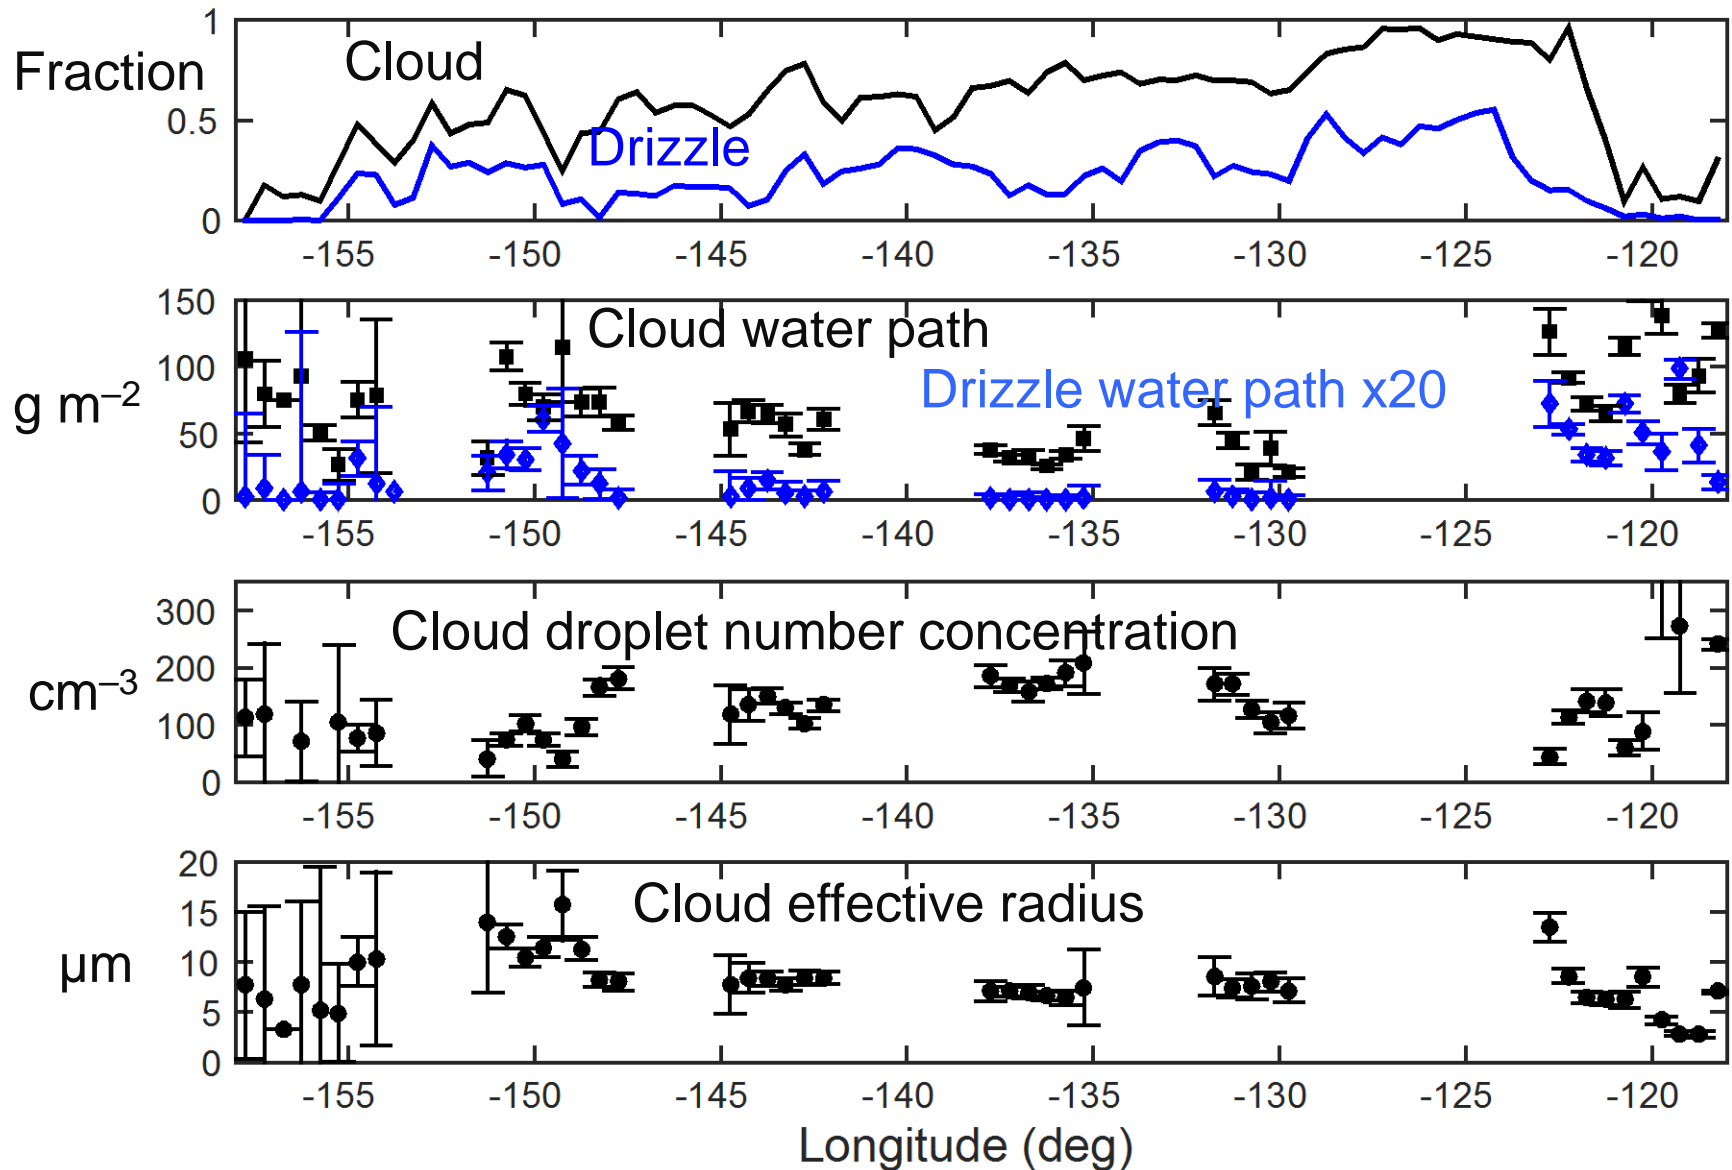 1
Cloud
Fraction
0.5
Drizzle
0
-155 -150 -145 -140 -135 -130 -125 -120
150
Cloud water path
100
Drizzle water path x20
g m−2
50
0
-155 -150 -145 -140 -135 -130 -125 -120
300
Cloud droplet number concentration
200
cm−3
100
0
-155 -150 -145 -140 -135 -130 -125 -120
20
Cloud effective radius
15
µm
10
5
0
-155 -150 -145 -140 -135 -130 -125 -120
Longitude (deg)